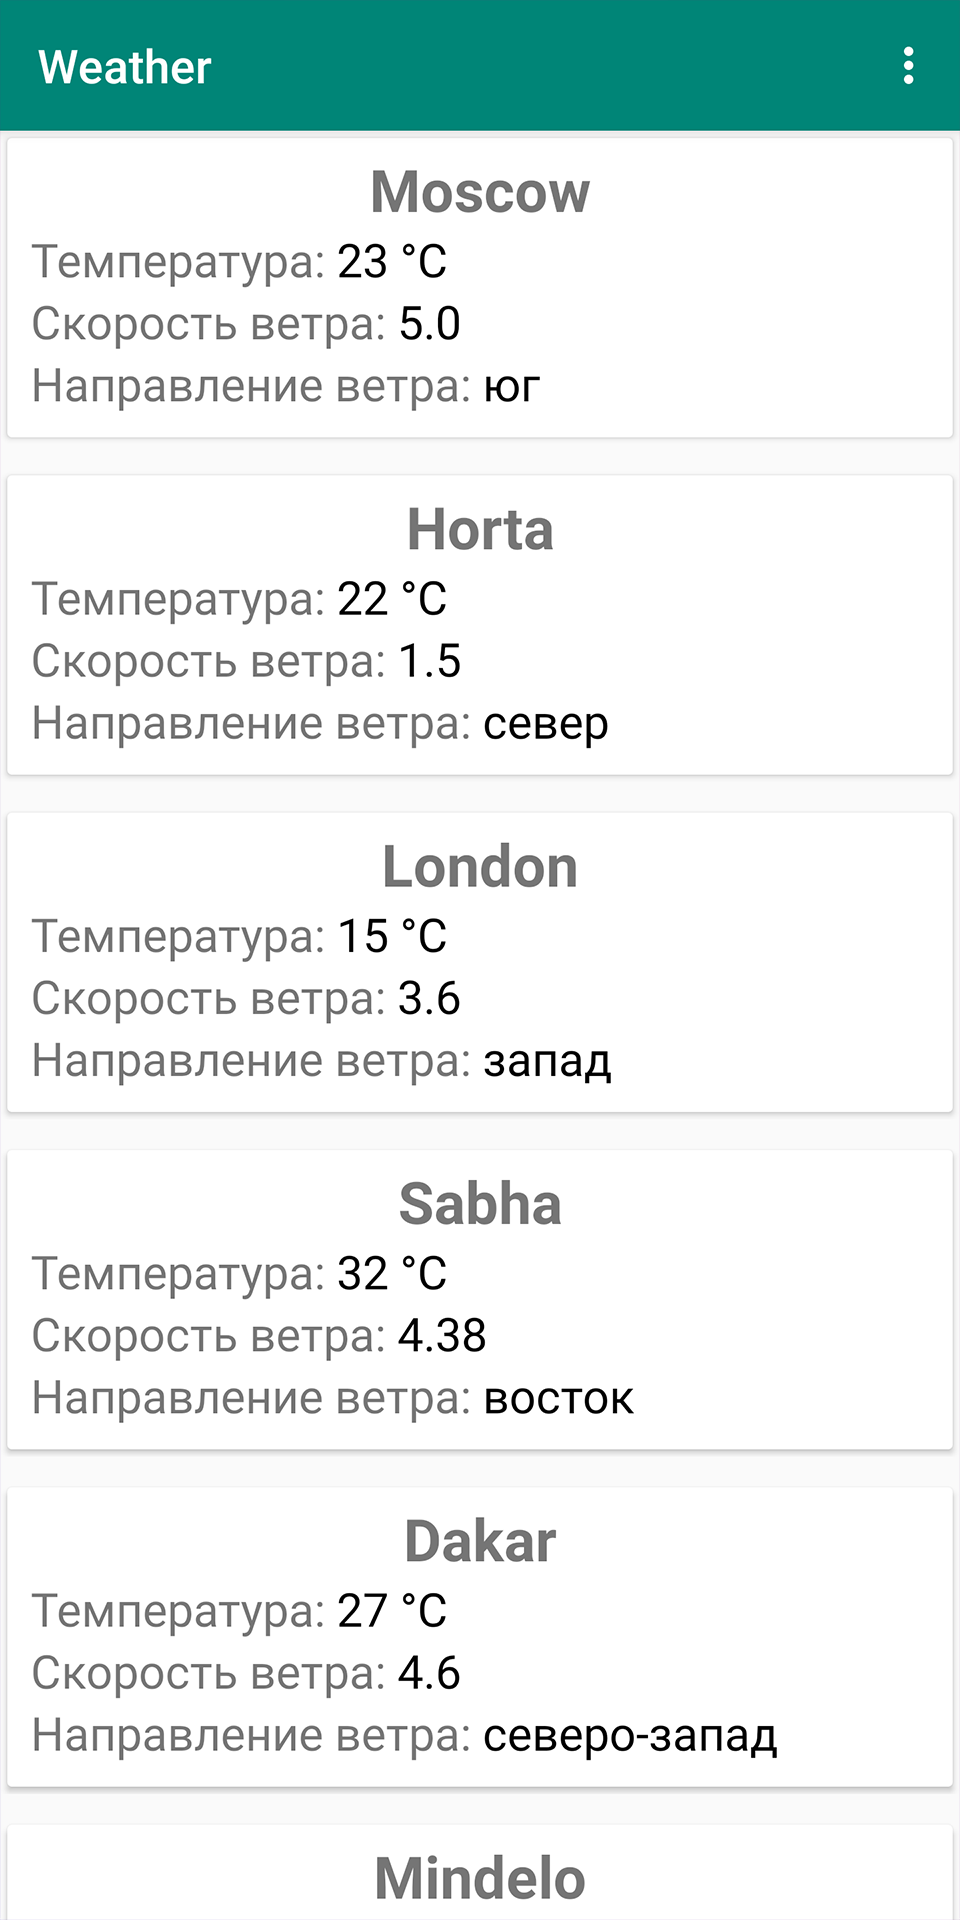 Weather
Moscow
Температура: 23 °C
Скорость ветра: 5.0
Направление ветра: юг
Horta
Температура: 22 °C
Скорость ветра: 1.5
Направление ветра: север
London
Температура: 15 °C
Скорость ветра: 3.6
Направление ветра: запад
Sabha
Температура: 32 °C
Скорость ветра: 4.38
Направление ветра: восток
Dakar
Температура: 27 °C
Скорость ветра: 4.6
Направление ветра: северо-запад
Mindelo